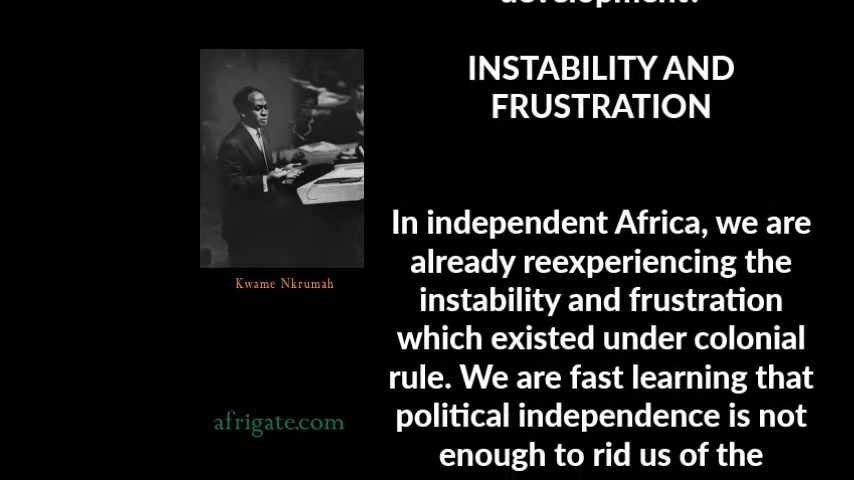 development.
INSTABILITY AND
FRUSTRATION
Kwame Nkrumah
In independent Africa, we are
already reexperiencing the
instability and frustration
which existed under colonial
rule. We are fast learning that
political independence is not
enough to rid us of the
afrigate.com